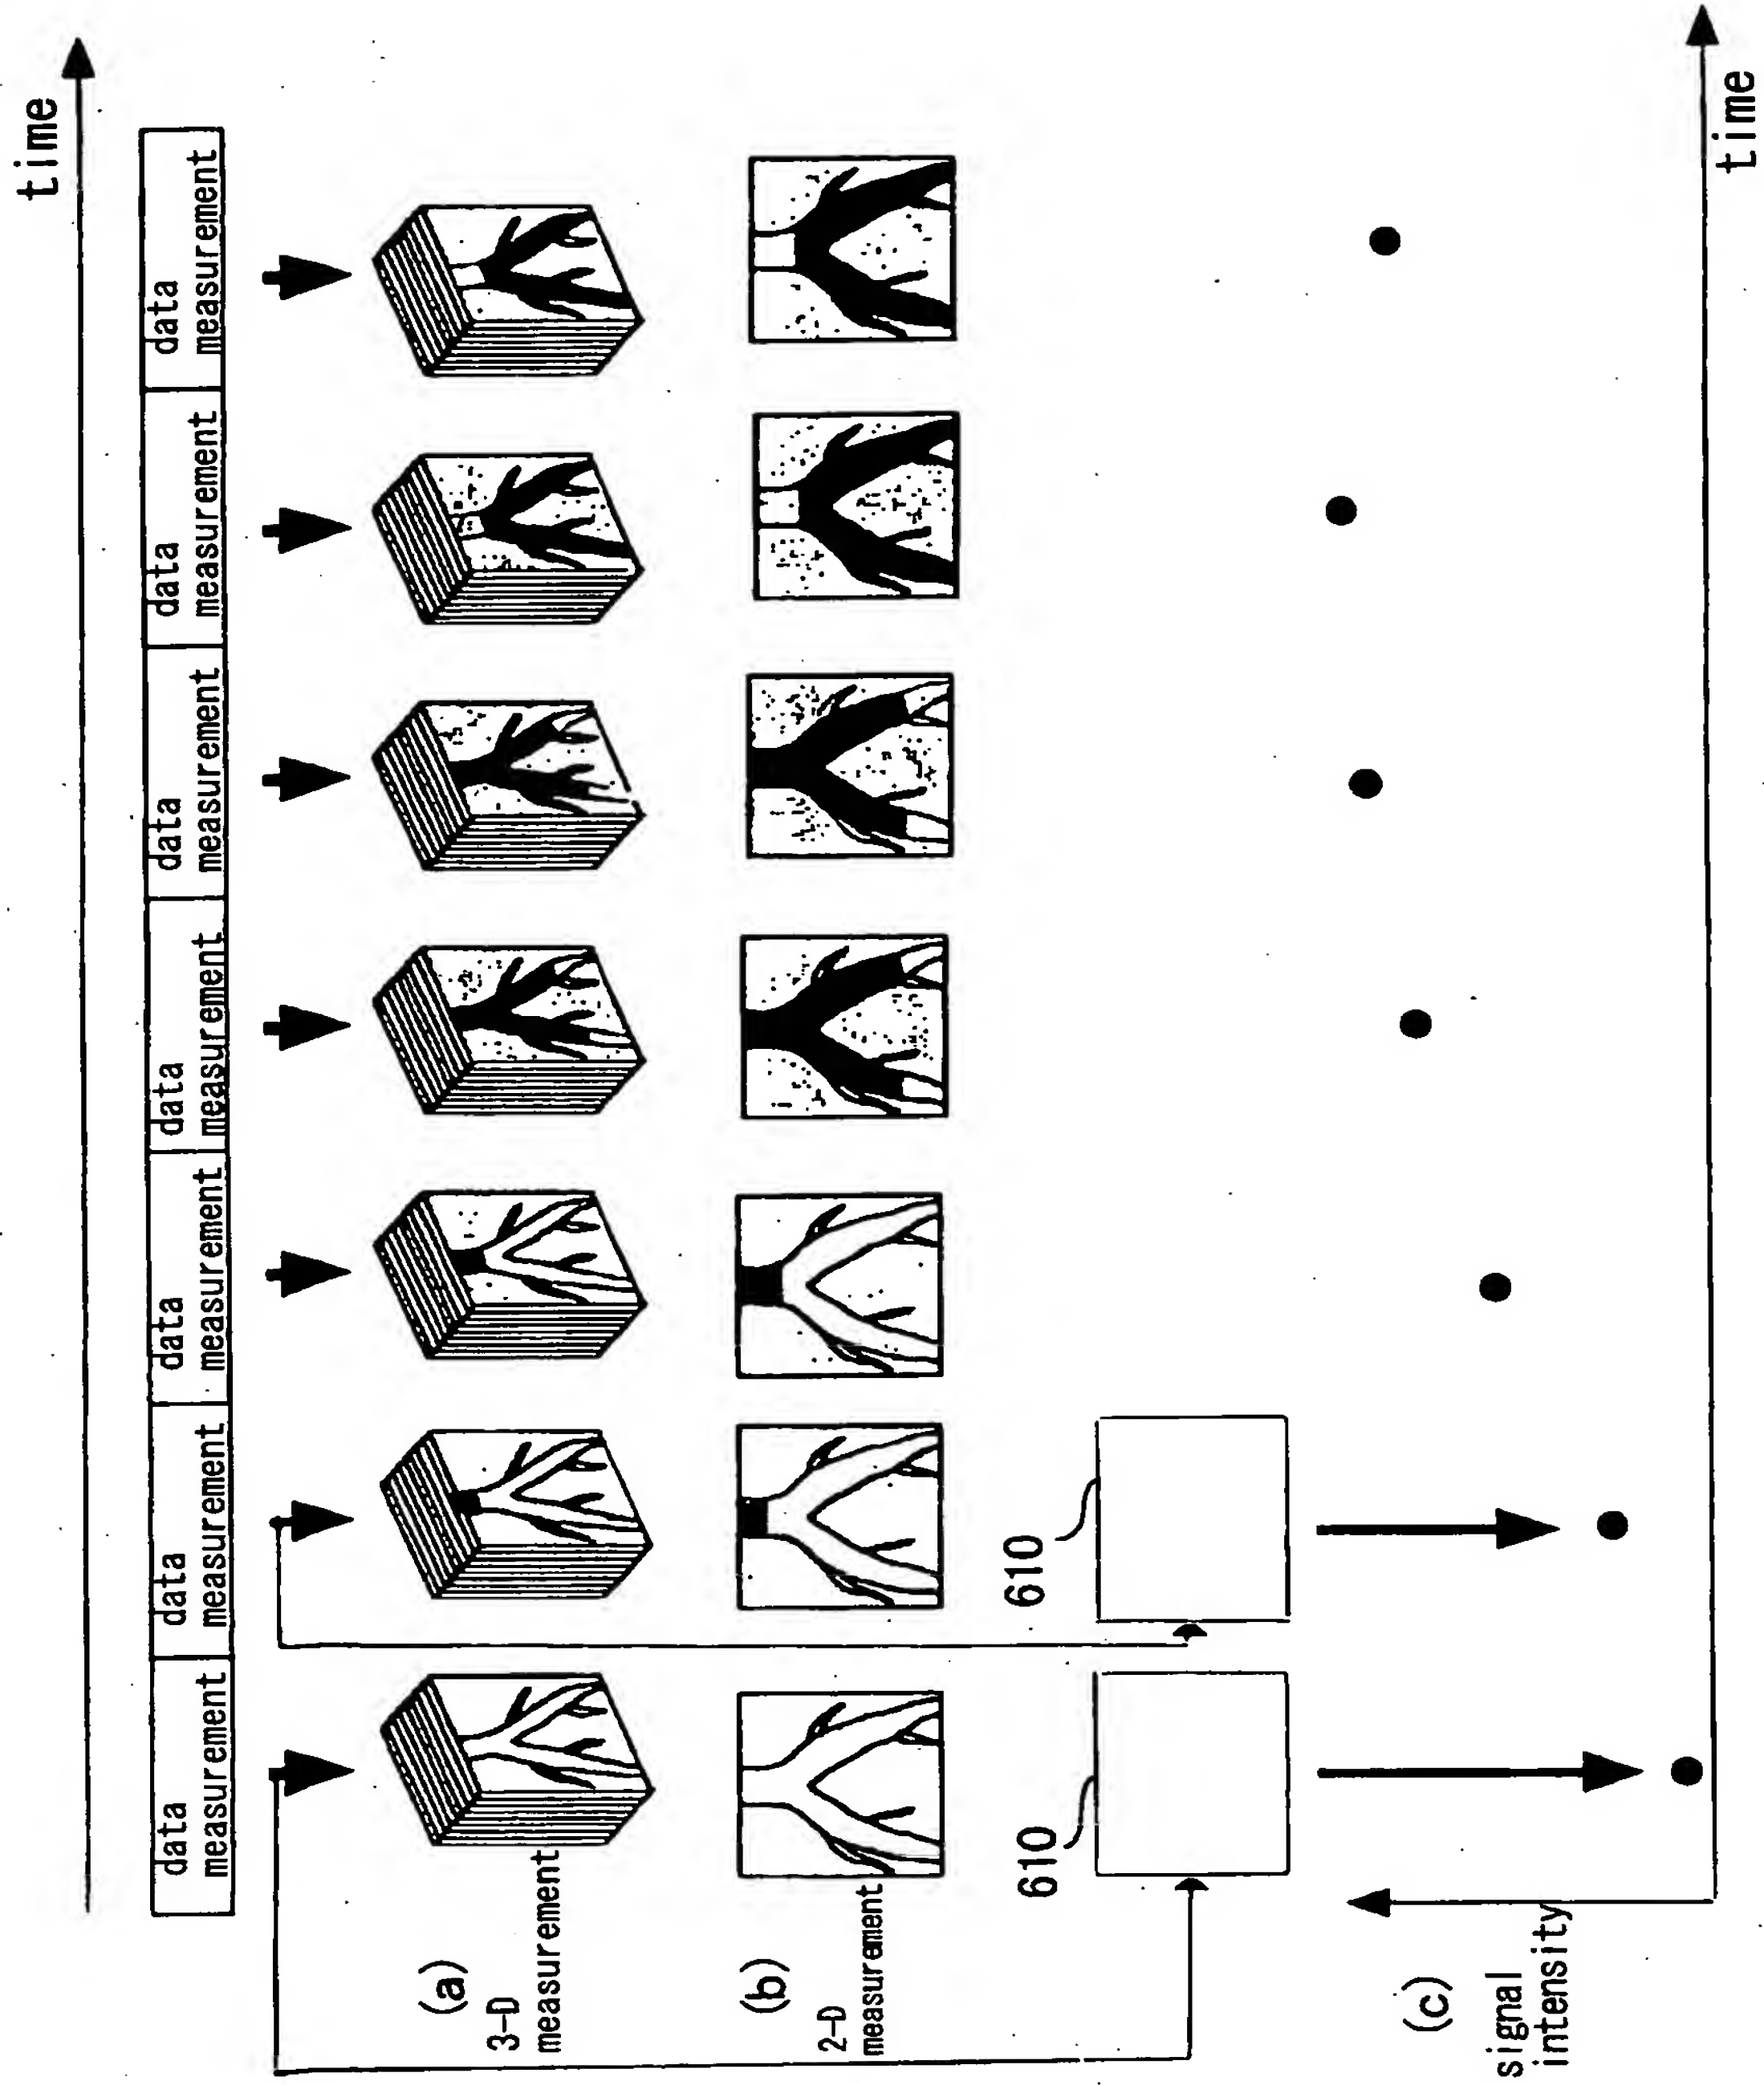 time
data
measurement
data
measurement
data
measurement
data
measurement
data
measurement
data
measurement
data
measurement
(a)
3-D
measurement
(b)
2-D
measurement
610
610
(c)
signal
intensity
time